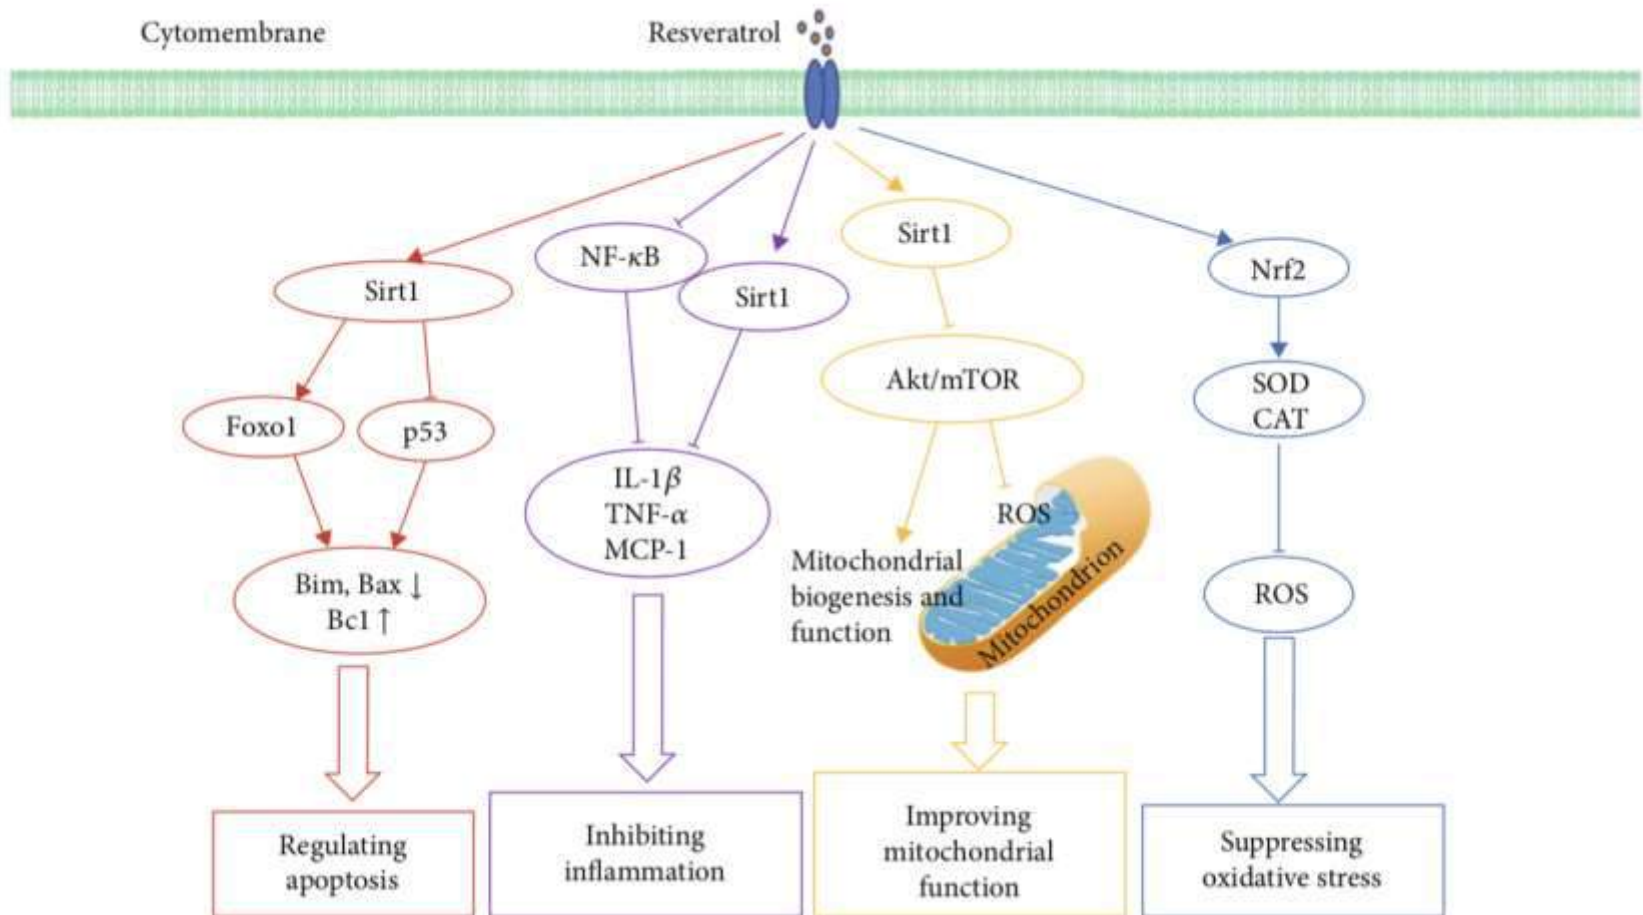 Cytomembrane
Resveratrol
Sirt1
NF-κB
Sirt1
Sirt1
Nrf2
Foxo1
p53
Akt/mTOR
SOD
CAT
IL-1β
TNF-α
MCP-1
ROS
Mitochondrial
biogenesis and
function
Mitochondrion
Bim, Bax ↓
Bc1 ↑
ROS
Regulating
apoptosis
Inhibiting
inflammation
Improving
mitochondrial
function
Suppressing
oxidative stress